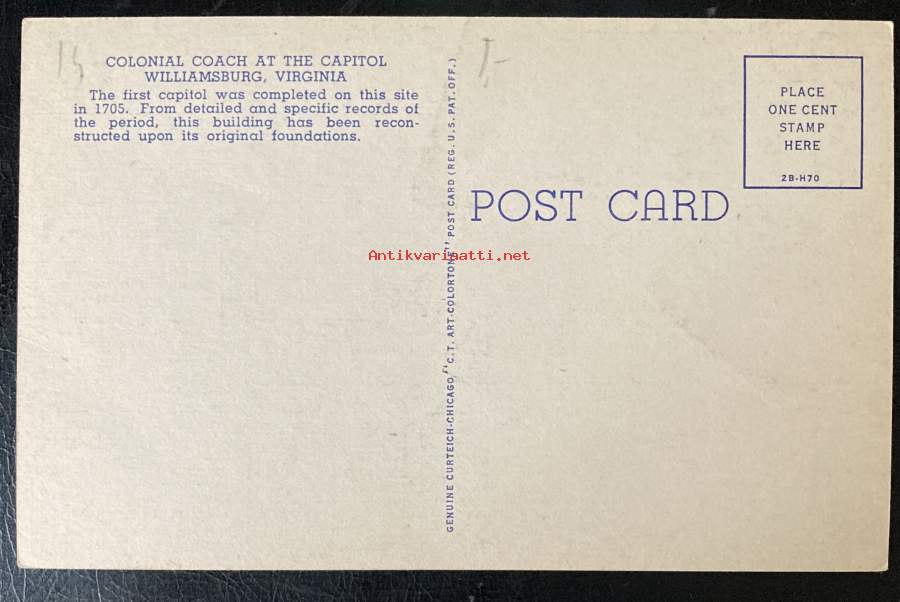 15
COLONIAL COACH AT THE CAPITOL
WILLIAMSBURG, VIRGINIA
The first capitol was completed on this site
in 1705. From detailed and specific records of
the period, this building has been recon-
structed upon its original foundations.
GENUINE CURTEICH-CHICAGO "C.T. ART-COLORTONE" POST CARD (REG. U.S. PAT. OFF.)
1-
POST CARD
PLACE
ONE CENT
STAMP
HERE
2B-H70
Antikvariaatti.net